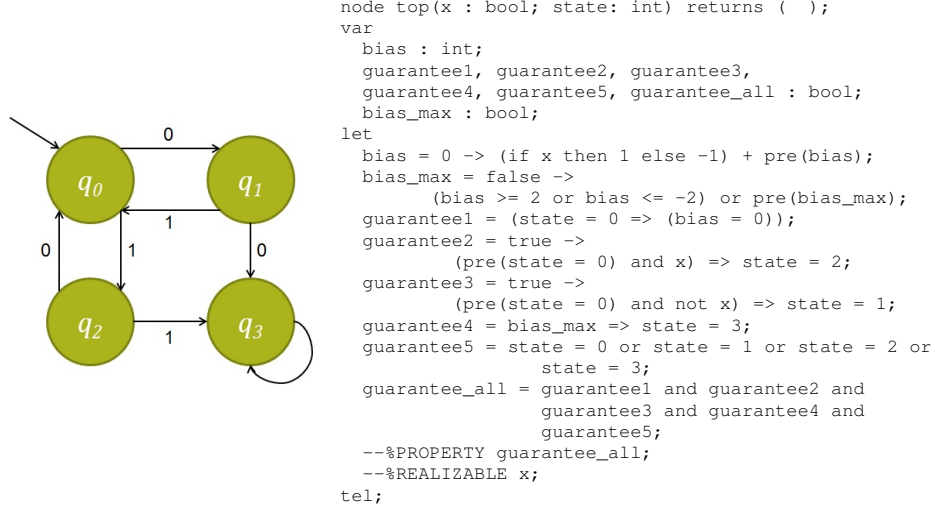 0
q0
q1
1
0
1
0
q2
q3
1
node top(x : bool; state: int) returns (  );
var
  bias : int;
  guarantee1, guarantee2, guarantee3,
  guarantee4, guarantee5, guarantee_all : bool;
  bias_max : bool;
let
  bias = 0 -> (if x then 1 else -1) + pre(bias);
  bias_max = false ->
        (bias >= 2 or bias <= -2) or pre(bias_max);
  guarantee1 = (state = 0 => (bias = 0));
  guarantee2 = true ->
          (pre(state = 0) and x) => state = 2;
  guarantee3 = true ->
          (pre(state = 0) and not x) => state = 1;
  guarantee4 = bias_max => state = 3;
  guarantee5 = state = 0 or state = 1 or state = 2 or
                  state = 3;
  guarantee_all = guarantee1 and guarantee2 and
                  guarantee3 and guarantee4 and
                  guarantee5;
  --%PROPERTY guarantee_all;
  --%REALIZABLE x;
tel;